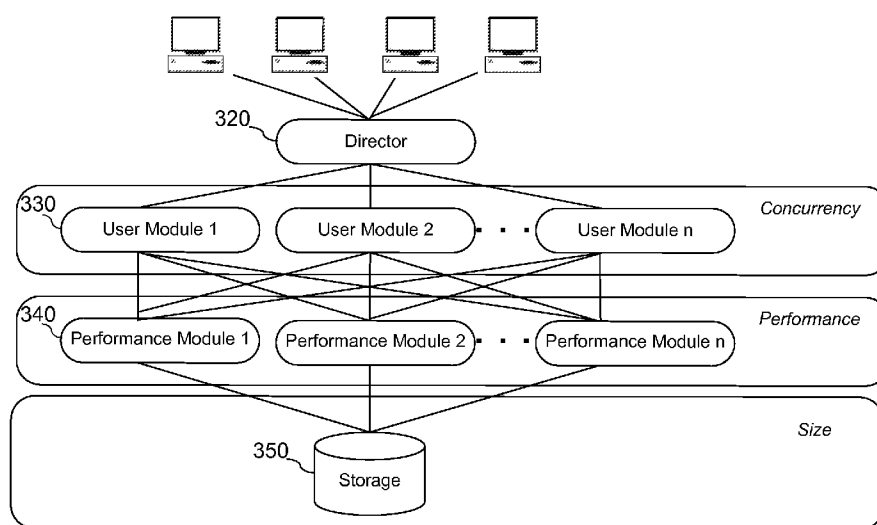 320
Director
330
Concurrency
User Module 1
User Module 2
. . .
User Module n
340
Performance
Performance Module 1
Performance Module 2
. . .
Performance Module n
Size
350
Storage